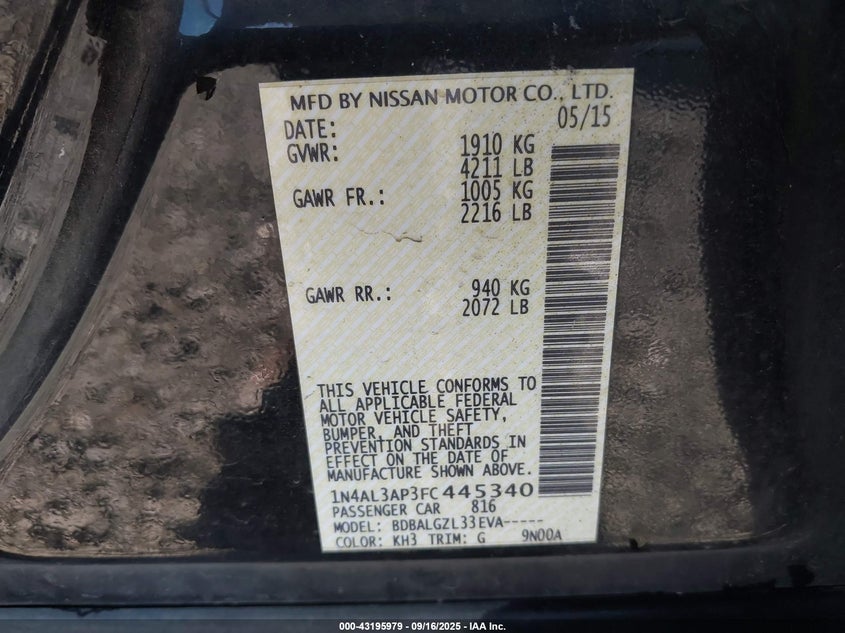 MFD BY NISSAN MOTOR CO., LTD.
DATE: 05/15
GVWR: 1910 KG
4211 LB
GAWR FR.: 1005 KG
2216 LB
GAWR RR.: 940 KG
2072 LB
THIS VEHICLE CONFORMS TO
ALL APPLICABLE FEDERAL
MOTOR VEHICLE SAFETY,
BUMPER, AND THEFT
PREVENTION STANDARDS IN
EFFECT ON THE DATE OF
MANUFACTURE SHOWN ABOVE.
1N4AL3AP3FC445340
PASSENGER CAR 816
MODEL: BDBALGZL33EVA-----
COLOR: KH3 TRIM: G 9N00A
000-43195979 - 09/16/2025 - IAA Inc.